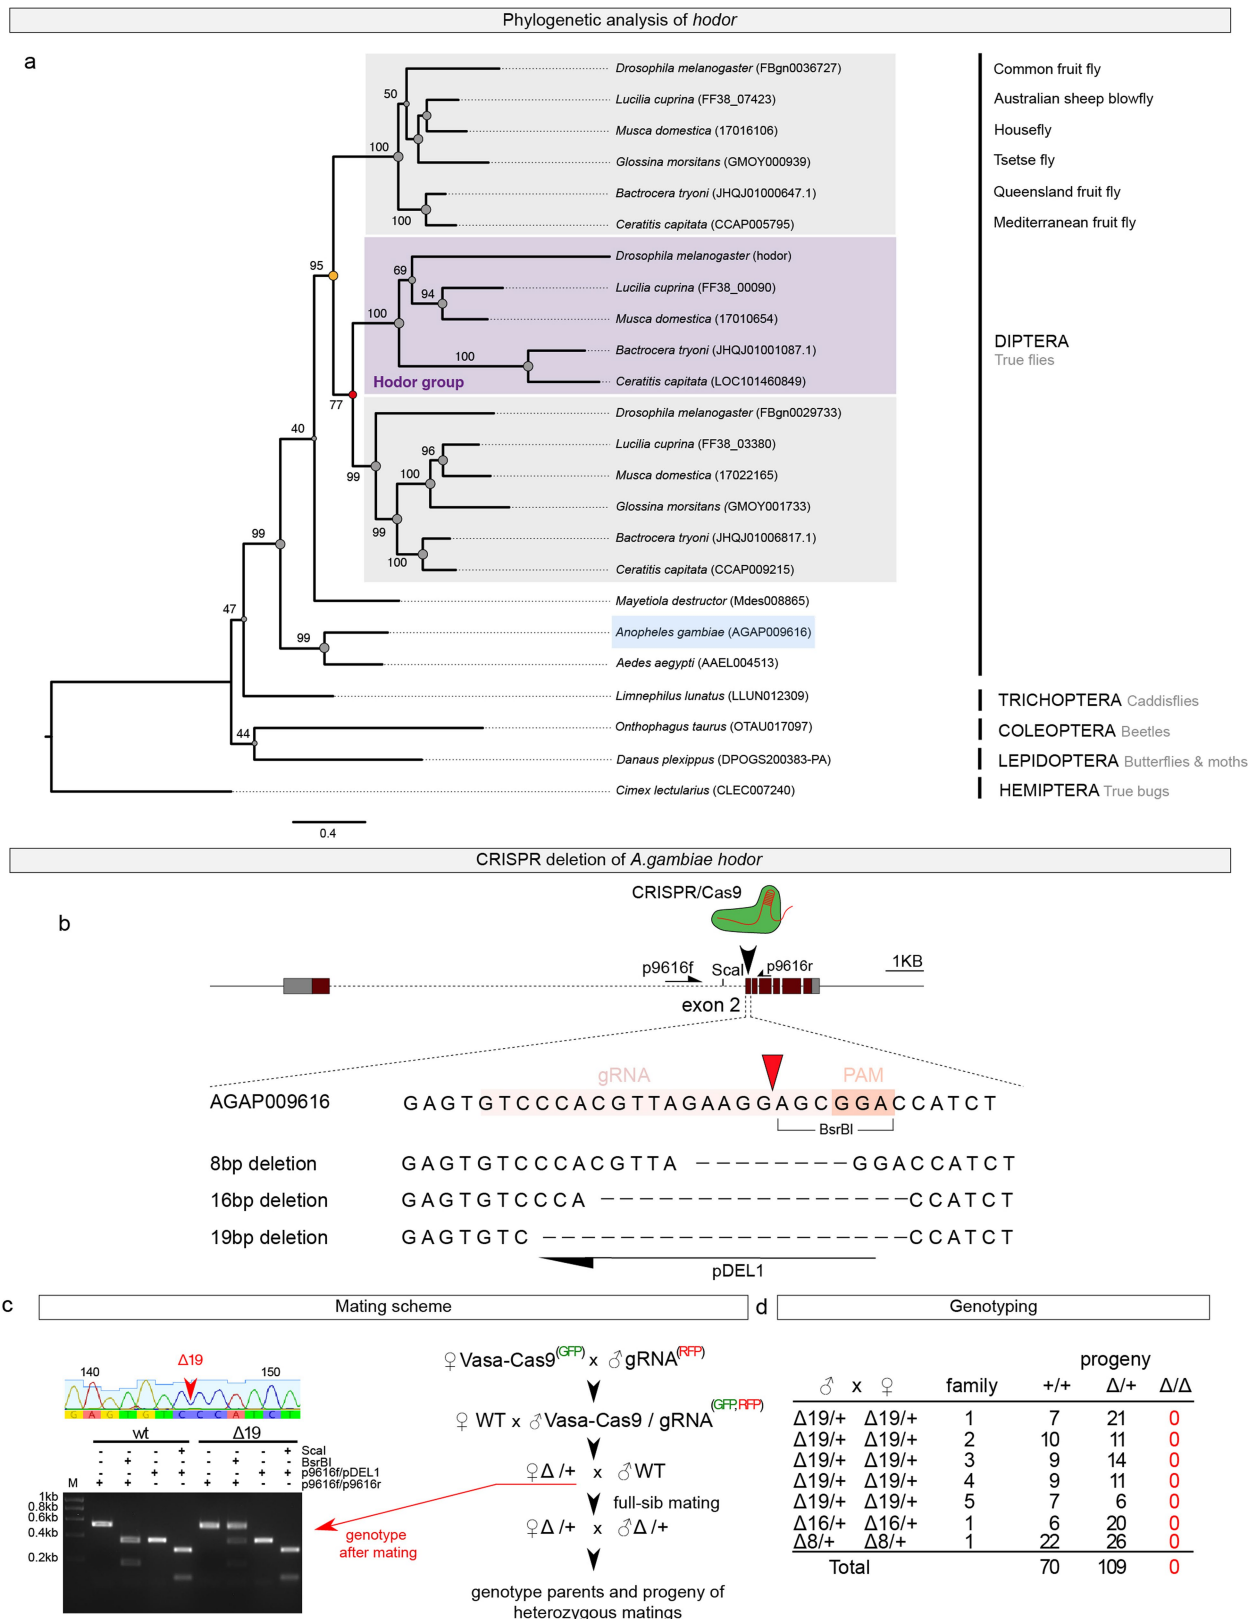 Phylogenetic analysis of hodor
a
Drosophila melanogaster (FBgn0036727)
Common fruit fly
50
Lucilia cuprina (FF38_07423)
Australian sheep blowfly
Musca domestica (17016106)
Housefly
100
Glossina morsitans (GMOY000939)
Tsetse fly
Bactrocera tryoni (JHQJ01000647.1)
Queensland fruit fly
100
Ceratitis capitata (CCAP005795)
Mediterranean fruit fly
95
Drosophila melanogaster (hodor)
69
Lucilia cuprina (FF38_00090)
94
100
Musca domestica (17010654)
DIPTERA
True flies
100
Bactrocera tryoni (JHQJ01001087.1)
Hodor group
Ceratitis capitata (LOC101460849)
77
Drosophila melanogaster (FBgn0029733)
40
96
Lucilia cuprina (FF38_03380)
99
100
Musca domestica (17022165)
Glossina morsitans (GMOY001733)
99
99
Bactrocera tryoni (JHQJ01006817.1)
100
Ceratitis capitata (CCAP009215)
47
Mayetiola destructor (Mdes008865)
99
Anopheles gambiae (AGAP009616)
Aedes aegypti (AAEL004513)
Limnephilus lunatus (LLUN012309)
TRICHOPTERA Caddisflies
44
Onthophagus taurus (OTAU017097)
COLEOPTERA Beetles
Danaus plexippus (DPOGS200383-PA)
LEPIDOPTERA Butterflies & moths
Cimex lectularius (CLEC007240)
HEMIPTERA True bugs
0.4
CRISPR deletion of A.gambiae hodor
b
CRISPR/Cas9
p9616f
ScaI
p9616r
1KB
exon 2
gRNA
PAM
AGAP009616
GAGTGTCCCACGTTAGAAGGAGCGGACCATCT
BsrBI
8bp deletion
GAGTGTCCCACGTTA – – – – – – – – GGACCATCT
16bp deletion
GAGTGTCCCA – – – – – – – – – – – – – – – – CCATCT
19bp deletion
GAGTGTC – – – – – – – – – – – – – – – – – – – CCATCT
pDEL1
c
Mating scheme
Δ19
140
150
GAGTGTCCCATCT
wt
Δ19
- - - + - - - + ScaI
- + - - - + - - BsrBI
- - + + - - + + p9616f/pDEL1
M + + - - + + - - p9616f/p9616r
1kb
0.8kb
0.6kb
0.4kb
0.2kb
♀Vasa-Cas9(GFP) x ♂gRNA(RFP)
♀ WT x ♂Vasa-Cas9 / gRNA(GFP,RFP)
♀Δ /+ x ♂WT
full-sib mating
♀Δ /+ x ♂Δ /+
genotype
after mating
genotype parents and progeny of
heterozygous matings
d
Genotyping
progeny
♂ x ♀ family +/+ Δ/+ Δ/Δ
Δ19/+ Δ19/+ 1 7 21 0
Δ19/+ Δ19/+ 2 10 11 0
Δ19/+ Δ19/+ 3 9 14 0
Δ19/+ Δ19/+ 4 9 11 0
Δ19/+ Δ19/+ 5 7 6 0
Δ16/+ Δ16/+ 1 6 20 0
Δ8/+ Δ8/+ 1 22 26 0
Total 70 109 0